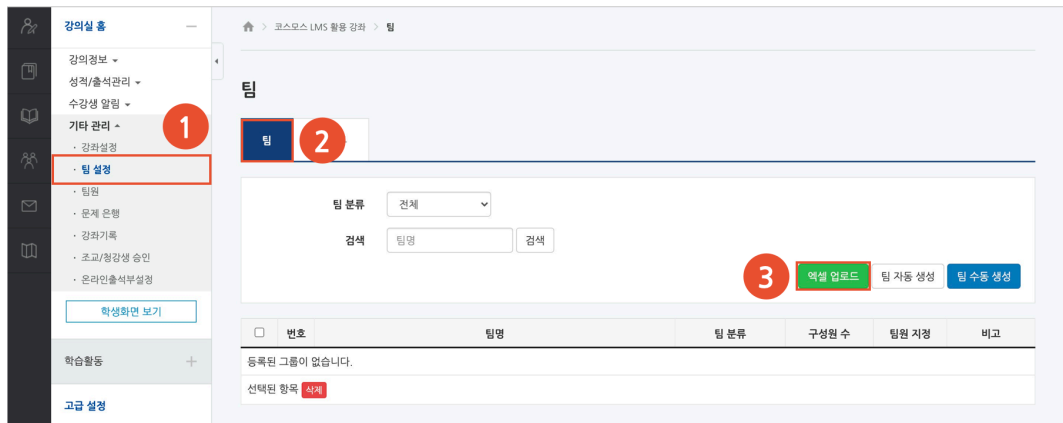 강의실 홈
강의정보
성적/출석관리
수강생 알림
기타 관리
1
· 강좌설정
· 팀 설정
· 팀원
· 문제 은행
· 강좌기록
· 조교/청강생 승인
· 온라인출석부설정
학생화면 보기
학습활동
고급 설정
> 코스모스 LMS 활용 강좌 > 팀
팀
팀
2
팀 분류 전체
검색 팀명 검색
3 엑셀 업로드 팀 자동 생성 팀 수동 생성
번호 팀명 팀 분류 구성원 수 팀원 지정 비고
등록된 그룹이 없습니다.
선택된 항목 삭제